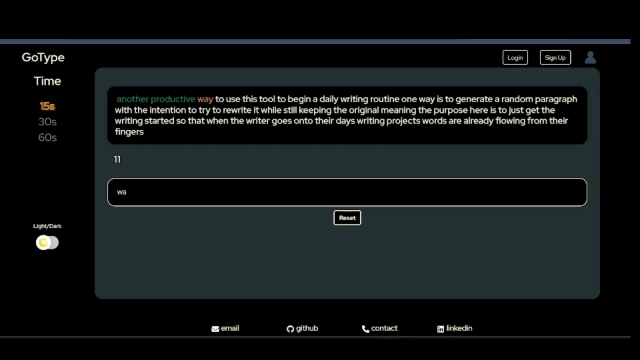 GoType
Login
Sign Up
Time
15s
30s
60s
another productive way to use this tool to begin a daily writing routine one way is to generate a random paragraph
with the intention to try to rewrite it while still keeping the original meaning the purpose here is to just get the
writing started so that when the writer goes onto their days writing projects words are already flowing from their
fingers
11
wa
Reset
Light/Dark
email
github
contact
linkedin